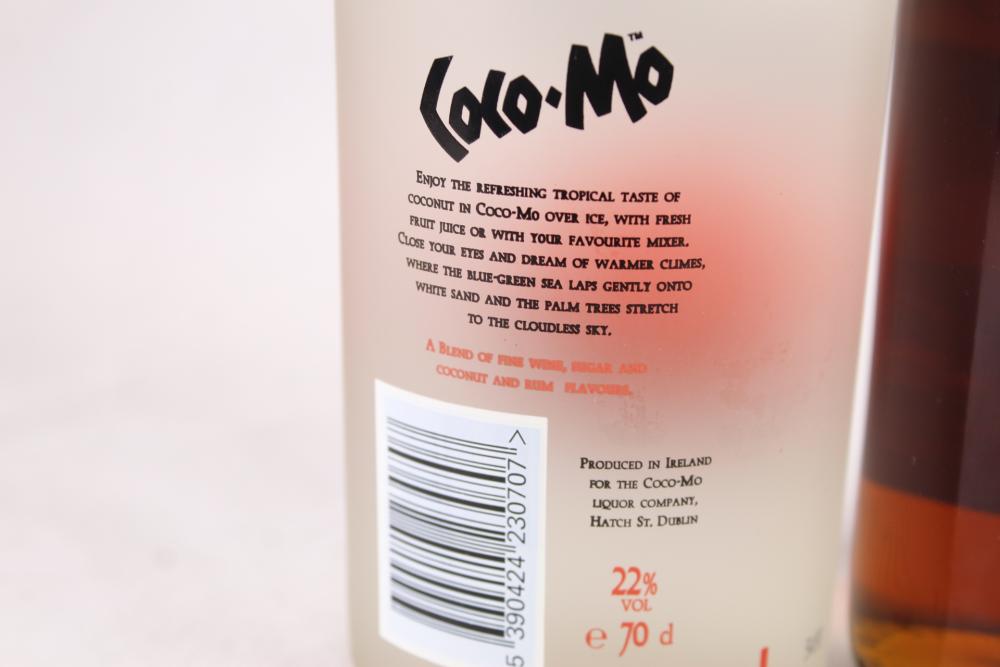 Coco·Mo™
Enjoy the refreshing tropical taste of
coconut in Coco-Mo over ice, with fresh
fruit juice or with your favourite mixer.
Close your eyes and dream of warmer climes,
where the blue-green sea laps gently onto
white sand and the palm trees stretch
to the cloudless sky.
A Blend of fine wine, sugar and
coconut and rum flavours.
Produced in Ireland
for the Coco-Mo
liquor company,
Hatch St. Dublin
22%
VOL
e 70 d
5 390424 230707 >